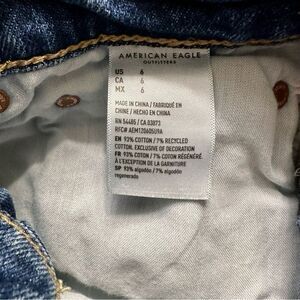 AMERICAN EAGLE
OUTFITTERS
US 6
CA 6
MX 6
MADE IN CHINA / FABRIQUÉ EN
CHINE / HECHO EN CHINA
RN 54485 / CA 03073
RFC# AEM120605U9A
EN 93% COTTON / 7% RECYCLED
COTTON, EXCLUSIVE OF DECORATION
FR 93% COTON / 7% COTON RÉGÉNÉRÉ,
À L'EXCEPTION DE LA GARNITURE
SP 93% algodón / 7% algodón
regenerado